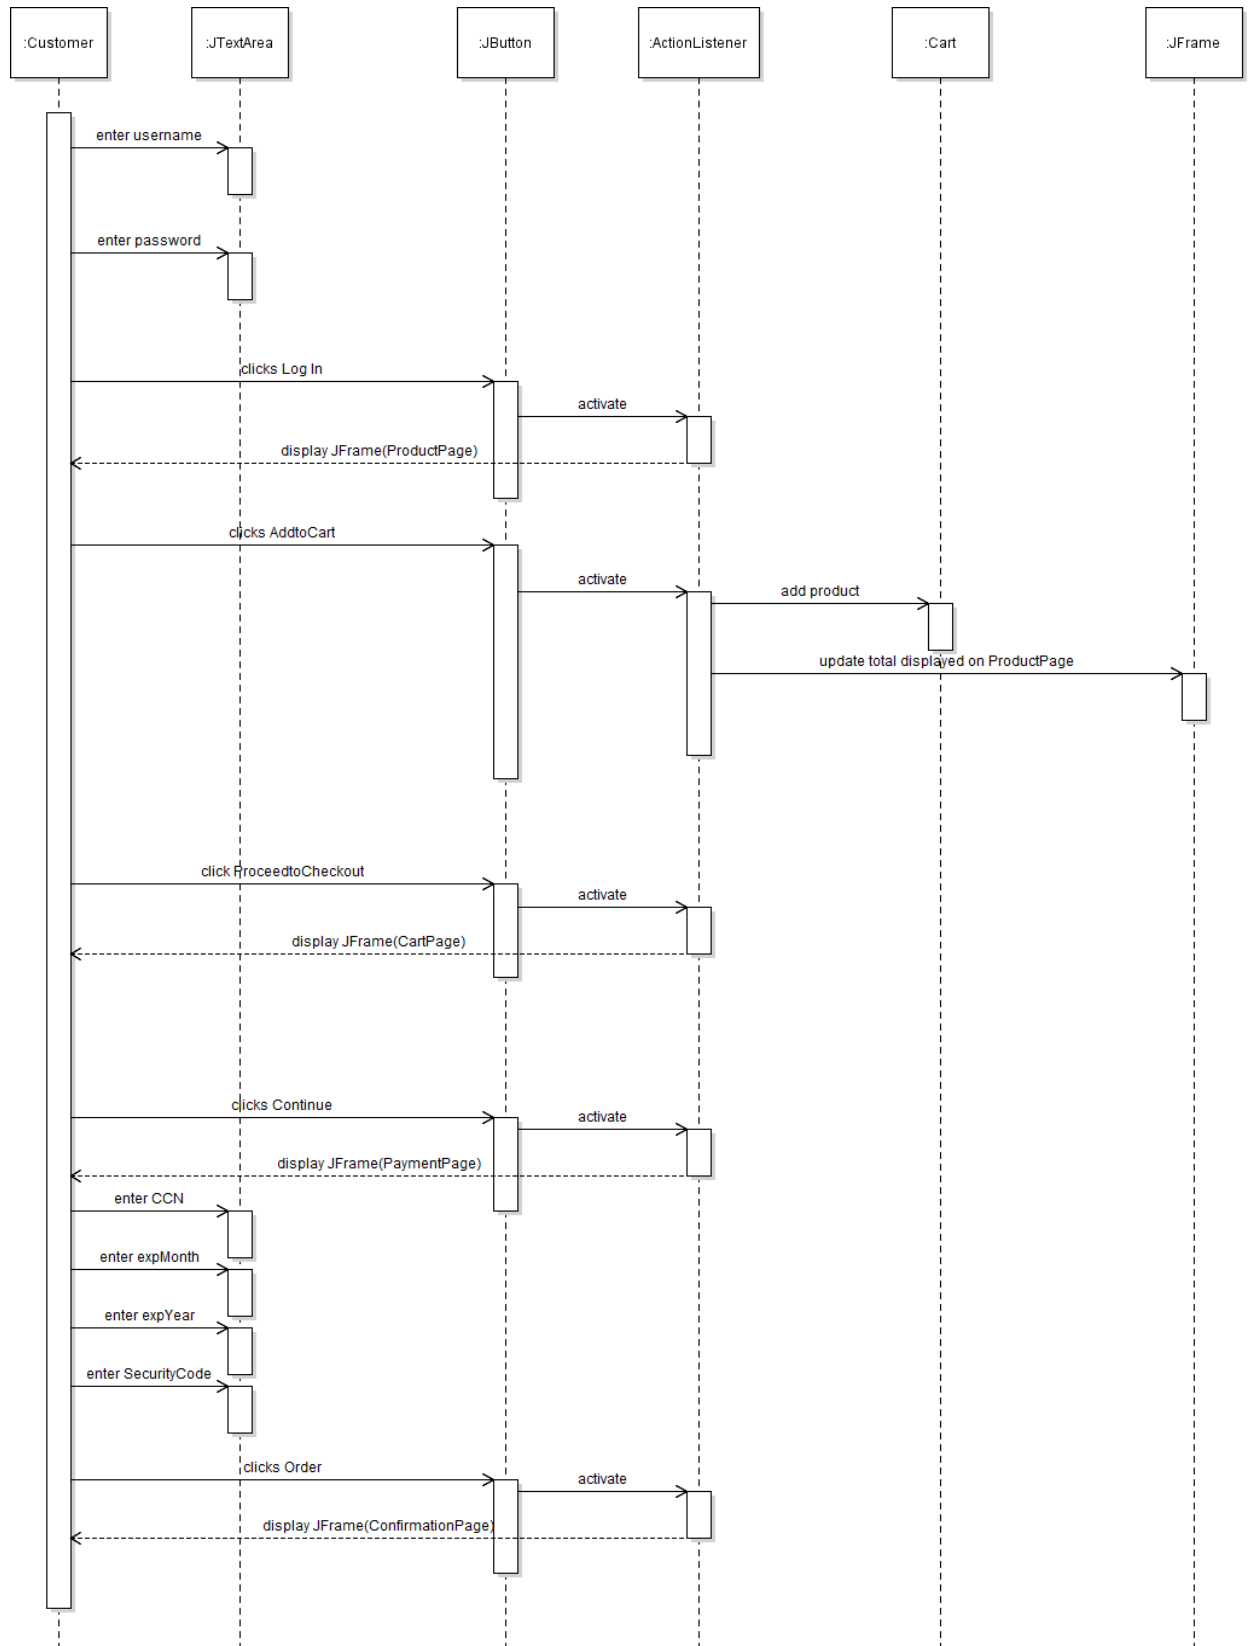 :Customer
:JTextArea
:JButton
:ActionListener
:Cart
:JFrame
enter username
enter password
clicks Log In
activate
display JFrame(ProductPage)
clicks AddtoCart
activate
add product
update total displayed on ProductPage
click ProceedtoCheckout
activate
display JFrame(CartPage)
clicks Continue
activate
display JFrame(PaymentPage)
enter CCN
enter expMonth
enter expYear
enter SecurityCode
clicks Order
activate
display JFrame(ConfirmationPage)